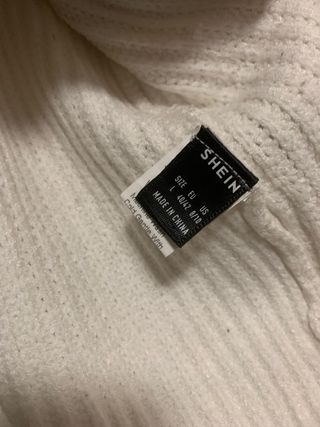 SHEIN
SIZE EU US
L 40/42 8/10
MADE IN CHINA